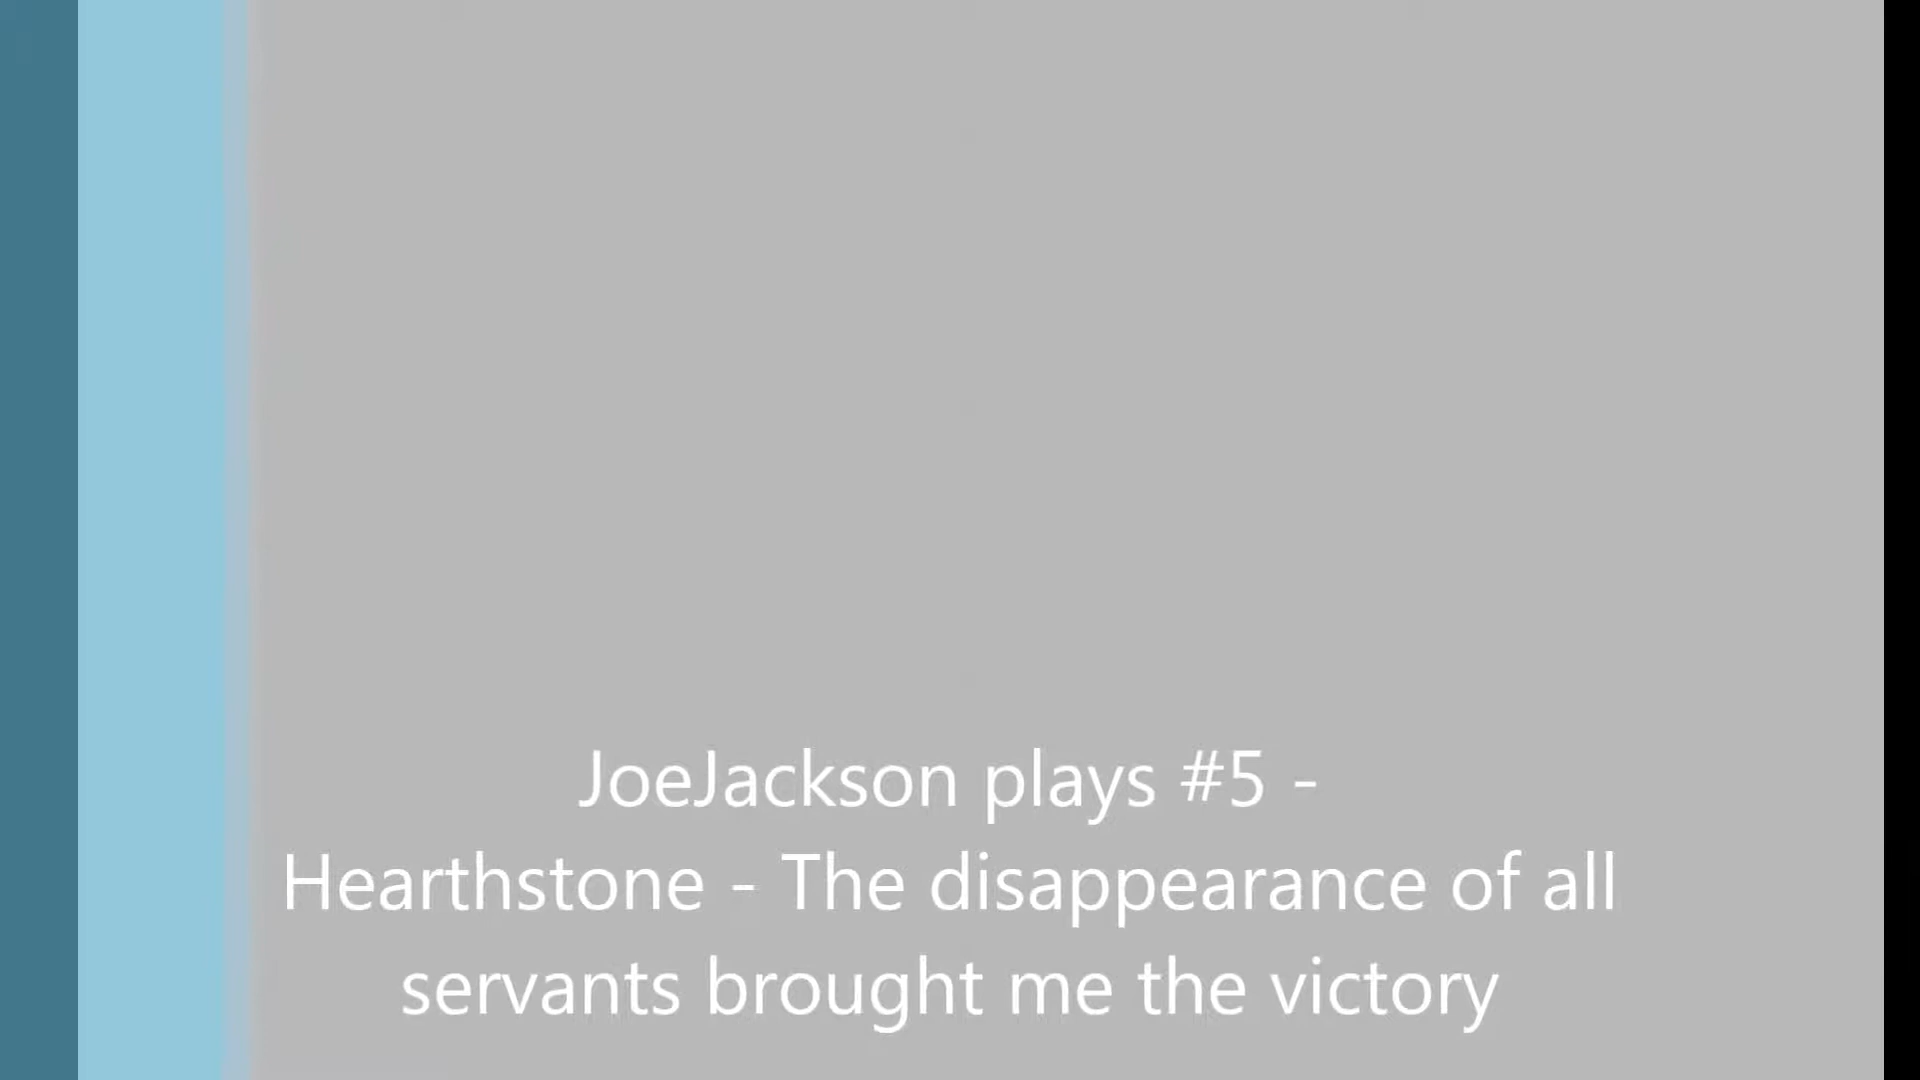 JoeJackson plays #5 -
Hearthstone - The disappearance of all
servants brought me the victory